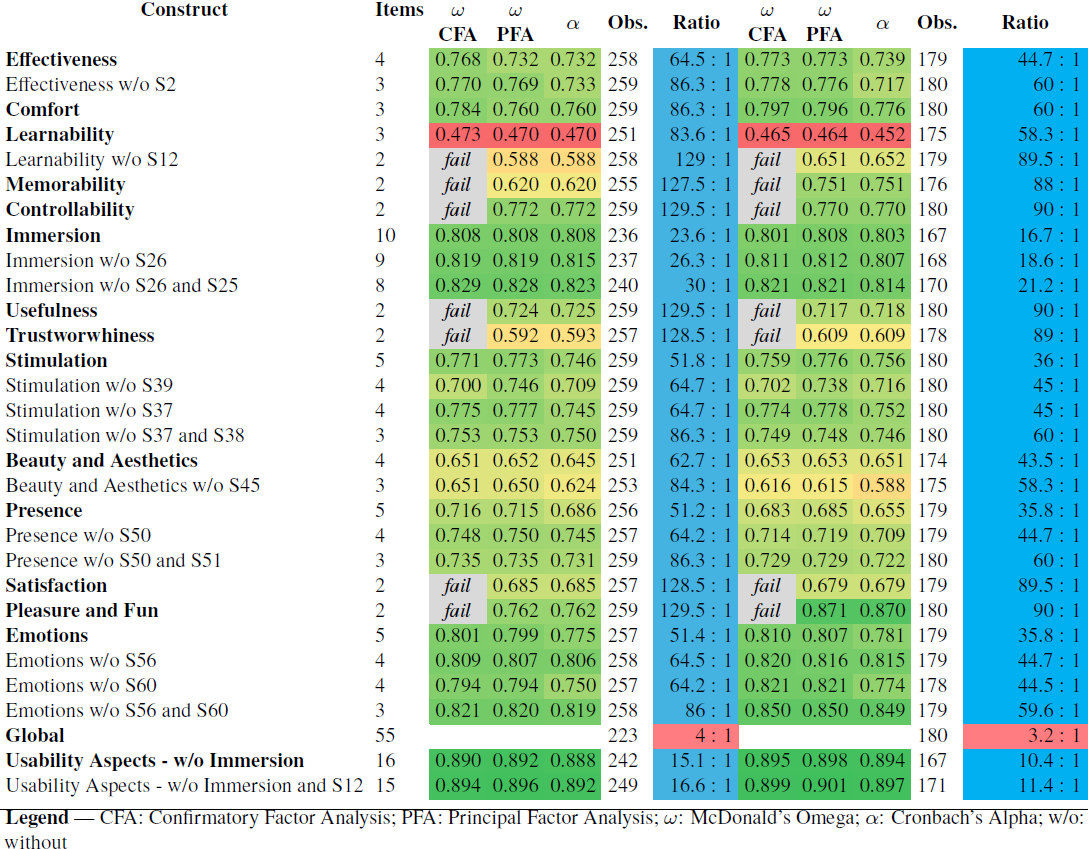 Construct Items ω CFA ω PFA α Obs. Ratio ω CFA ω PFA α Obs. Ratio
Effectiveness 4 0.768 0.732 0.732 258 64.5 : 1 0.773 0.773 0.739 179 44.7 : 1
Effectiveness w/o S2 3 0.770 0.769 0.733 259 86.3 : 1 0.778 0.776 0.717 180 60 : 1
Comfort 3 0.784 0.760 0.760 259 86.3 : 1 0.797 0.796 0.776 180 60 : 1
Learnability 3 0.473 0.470 0.470 251 83.6 : 1 0.465 0.464 0.452 175 58.3 : 1
Learnability w/o S12 2 fail 0.588 0.588 258 129 : 1 fail 0.651 0.652 179 89.5 : 1
Memorability 2 fail 0.620 0.620 255 127.5 : 1 fail 0.751 0.751 176 88 : 1
Controllability 2 fail 0.772 0.772 259 129.5 : 1 fail 0.770 0.770 180 90 : 1
Immersion 10 0.808 0.808 0.808 236 23.6 : 1 0.801 0.808 0.803 167 16.7 : 1
Immersion w/o S26 9 0.819 0.819 0.815 237 26.3 : 1 0.811 0.812 0.807 168 18.6 : 1
Immersion w/o S26 and S25 8 0.829 0.828 0.823 240 30 : 1 0.821 0.821 0.814 170 21.2 : 1
Usefulness 2 fail 0.724 0.725 259 129.5 : 1 fail 0.717 0.718 180 90 : 1
Trustworwhiness 2 fail 0.592 0.593 257 128.5 : 1 fail 0.609 0.609 178 89 : 1
Stimulation 5 0.771 0.773 0.746 259 51.8 : 1 0.759 0.776 0.756 180 36 : 1
Stimulation w/o S39 4 0.700 0.746 0.709 259 64.7 : 1 0.702 0.738 0.716 180 45 : 1
Stimulation w/o S37 4 0.775 0.777 0.745 259 64.7 : 1 0.774 0.778 0.752 180 45 : 1
Stimulation w/o S37 and S38 3 0.753 0.753 0.750 259 86.3 : 1 0.749 0.748 0.746 180 60 : 1
Beauty and Aesthetics 4 0.651 0.652 0.645 251 62.7 : 1 0.653 0.653 0.651 174 43.5 : 1
Beauty and Aesthetics w/o S45 3 0.651 0.650 0.624 253 84.3 : 1 0.616 0.615 0.588 175 58.3 : 1
Presence 5 0.716 0.715 0.686 256 51.2 : 1 0.683 0.685 0.655 179 35.8 : 1
Presence w/o S50 4 0.748 0.750 0.745 257 64.2 : 1 0.714 0.719 0.709 179 44.7 : 1
Presence w/o S50 and S51 3 0.735 0.735 0.731 259 86.3 : 1 0.729 0.729 0.722 180 60 : 1
Satisfaction 2 fail 0.685 0.685 257 128.5 : 1 fail 0.679 0.679 179 89.5 : 1
Pleasure and Fun 2 fail 0.762 0.762 259 129.5 : 1 fail 0.871 0.870 180 90 : 1
Emotions 5 0.801 0.799 0.775 257 51.4 : 1 0.810 0.807 0.781 179 35.8 : 1
Emotions w/o S56 4 0.809 0.807 0.806 258 64.5 : 1 0.820 0.816 0.815 179 44.7 : 1
Emotions w/o S60 4 0.794 0.794 0.750 257 64.2 : 1 0.821 0.821 0.774 178 44.5 : 1
Emotions w/o S56 and S60 3 0.821 0.820 0.819 258 86 : 1 0.850 0.850 0.849 179 59.6 : 1
Global 55 223 4 : 1 180 3.2 : 1
Usability Aspects - w/o Immersion 16 0.890 0.892 0.888 242 15.1 : 1 0.895 0.898 0.894 167 10.4 : 1
Usability Aspects - w/o Immersion and S12 15 0.894 0.896 0.892 249 16.6 : 1 0.899 0.901 0.897 171 11.4 : 1
Legend — CFA: Confirmatory Factor Analysis; PFA: Principal Factor Analysis; ω: McDonald's Omega; α: Cronbach's Alpha; w/o:
without